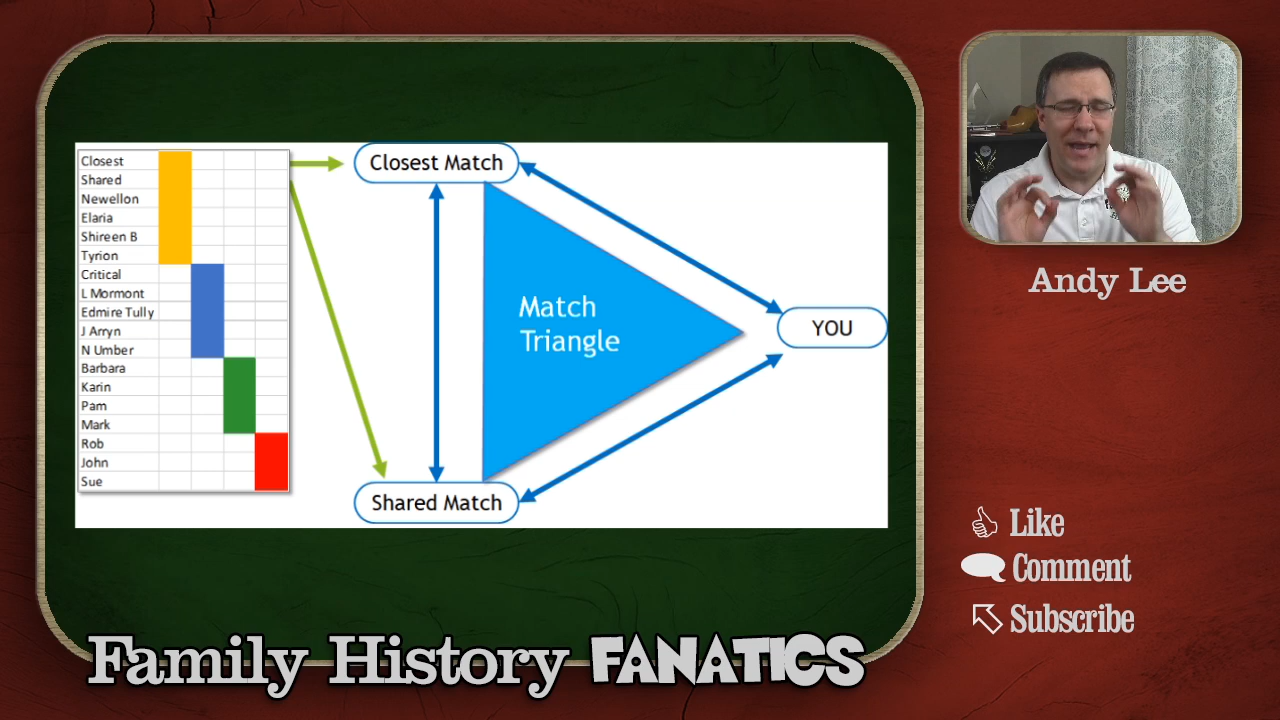 Closest
Shared
Newellon
Elaria
Shireen B
Tyrion
Critical
L Mormont
Edmire Tully
J Arryn
N Umber
Barbara
Karin
Pam
Mark
Rob
John
Sue
Closest Match
Match
Triangle
YOU
Shared Match
Andy Lee
Like
Comment
Subscribe
Family History FANATICS